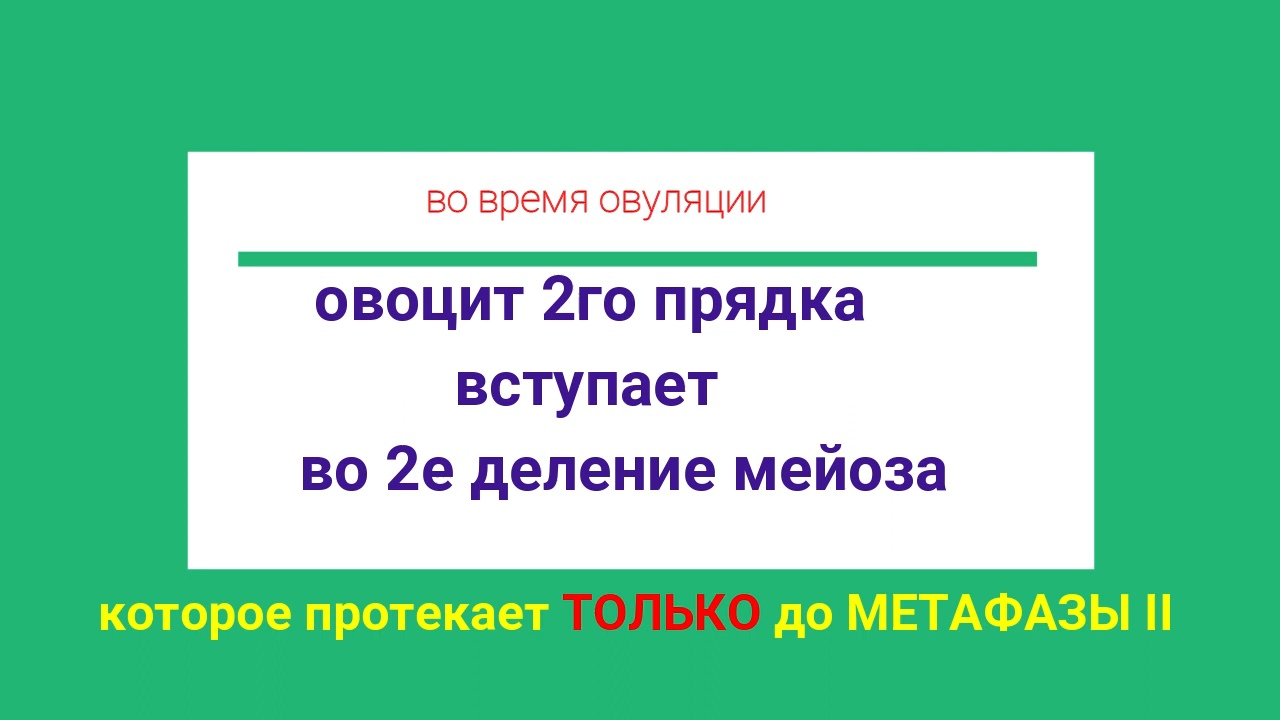 во время овуляции
овоцит 2го прядка
вступает
во 2е деление мейоза
которое протекает ТОЛЬКО до МЕТАФАЗЫ II